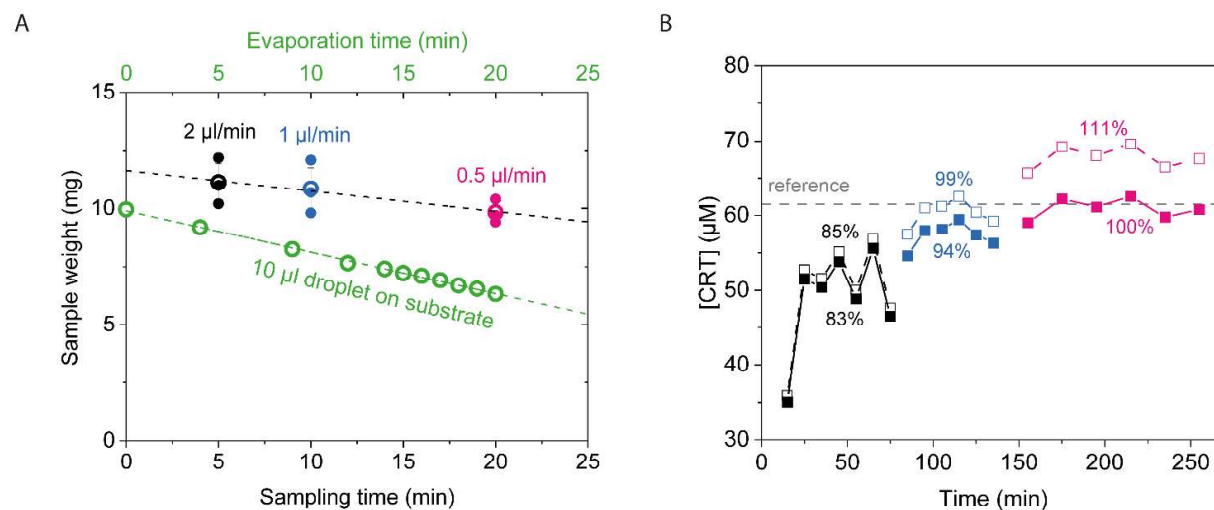 A
Evaporation time (min)
0 5 10 15 20 25
15
10
5
0
Sample weight (mg)
2 µl/min
1 µl/min
0.5 µl/min
10 µl droplet on substrate
0 5 10 15 20 25
Sampling time (min)
B
80
70
60
50
40
30
[CRT] (µM)
reference
85%
83%
99%
94%
111%
100%
0 50 100 150 200 250
Time (min)